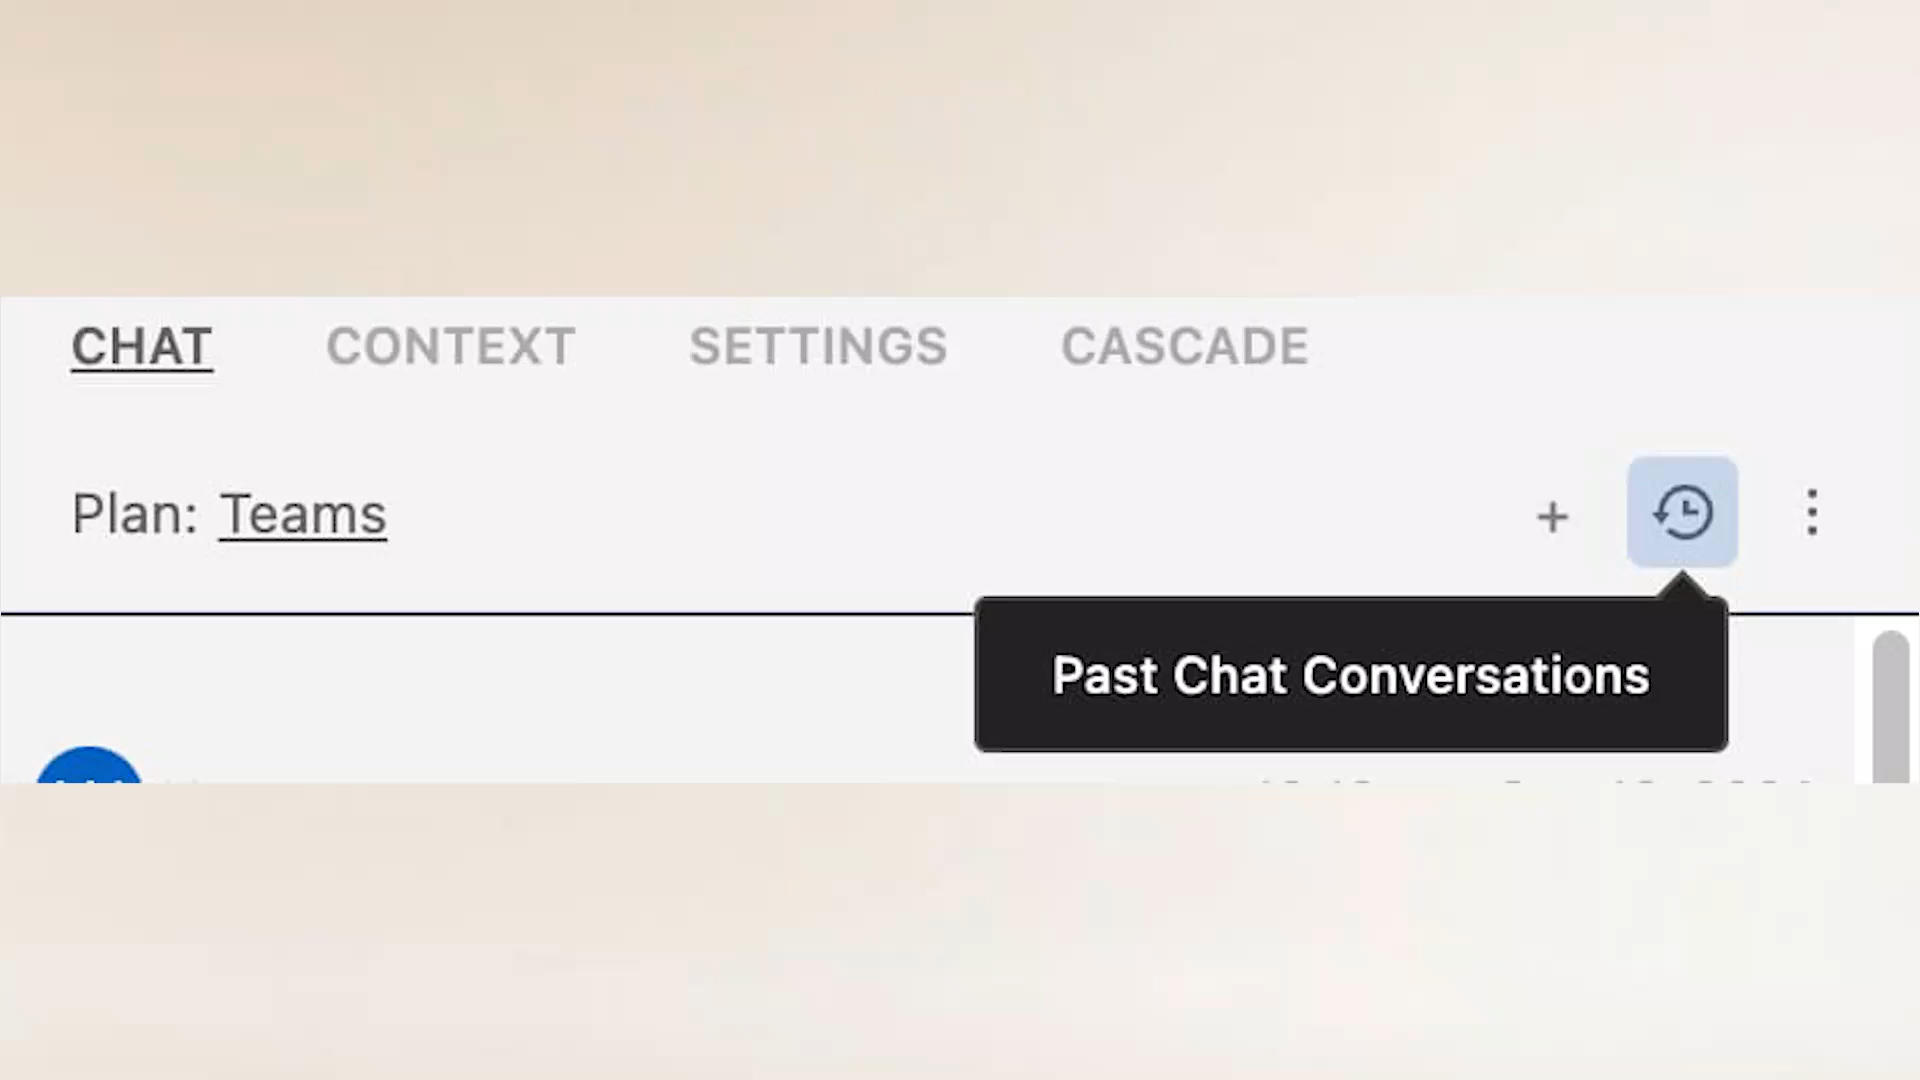 CHAT CONTEXT SETTINGS CASCADE
Plan: Teams
Past Chat Conversations